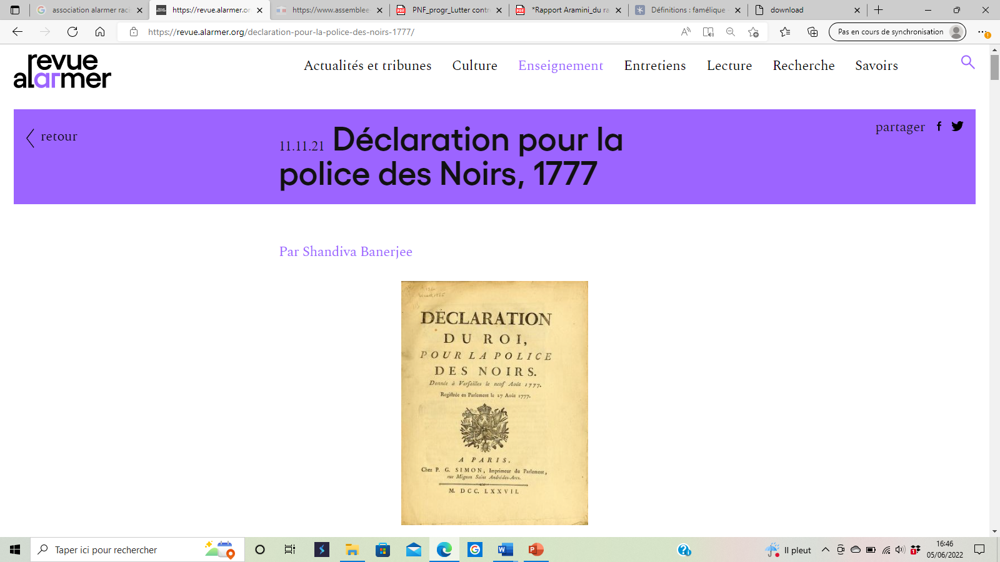 association alarmer raci
https://revue.alarmer.or
https://www.assemblee-
PNF_progr_Lutter contr
*Rapport Aramini_du ra
Définitions : famélique -
download
https://revue.alarmer.org/declaration-pour-la-police-des-noirs-1777/
Pas en cours de synchronisation
revue
alarmer
Actualités et tribunes
Culture
Enseignement
Entretiens
Lecture
Recherche
Savoirs
retour
11.11.21 Déclaration pour la
police des Noirs, 1777
partager
Par Shandiva Banerjee
DÉCLARATION
DU ROI,
POUR LA POLICE
DES NOIRS.
Donnée à Versailles le neuf Août 1777.
Registrée en Parlement le 27 Août 1777.
A PARIS,
Chez P. G. SIMON, Imprimeur du Parlement,
rue Mignon Saint André-des-Arcs.
M. DCC. LXXVII.
Taper ici pour rechercher
Il pleut
16:46
05/06/2022